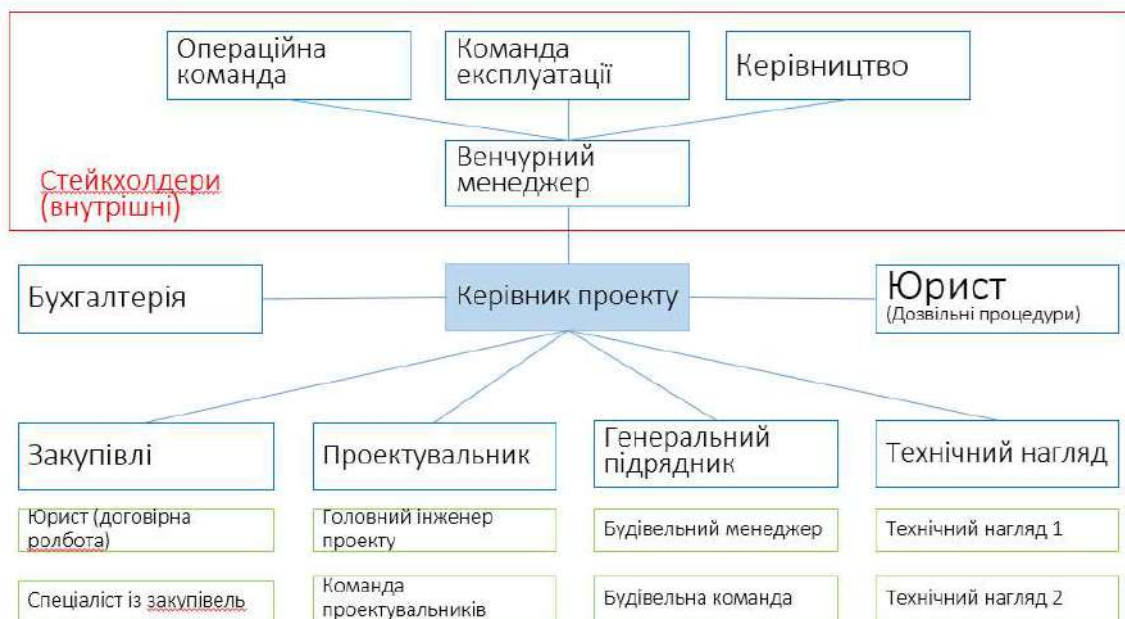 Операційна
команда
Команда
експлуатації
Керівництво
Венчурний
менеджер
Стейкхолдери
(внутрішні)
Бухгалтерія
Керівник проекту
Юрист
(Дозвільні процедури)
Закупівлі
Проектувальник
Генеральний
підрядник
Технічний нагляд
Юрист (договірна
ролбота)
Головний інженер
проекту
Будівельний менеджер
Технічний нагляд 1
Спеціаліст із закупівель
Команда
проектувальників
Будівельна команда
Технічний нагляд 2